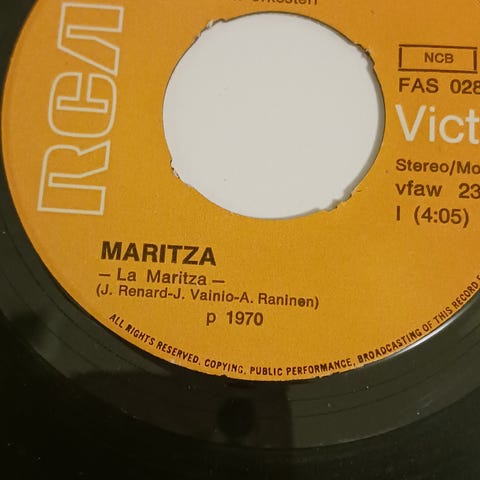 RCA
NCB
FAS 028
Vict
Stereo/Mo
vfaw 23
I (4:05)
MARITZA
– La Maritza –
(J. Renard-J. Vainio-A. Raninen)
p 1970
ALL RIGHTS RESERVED. COPYING, PUBLIC PERFORMANCE, BROADCASTING OF THIS RECORD